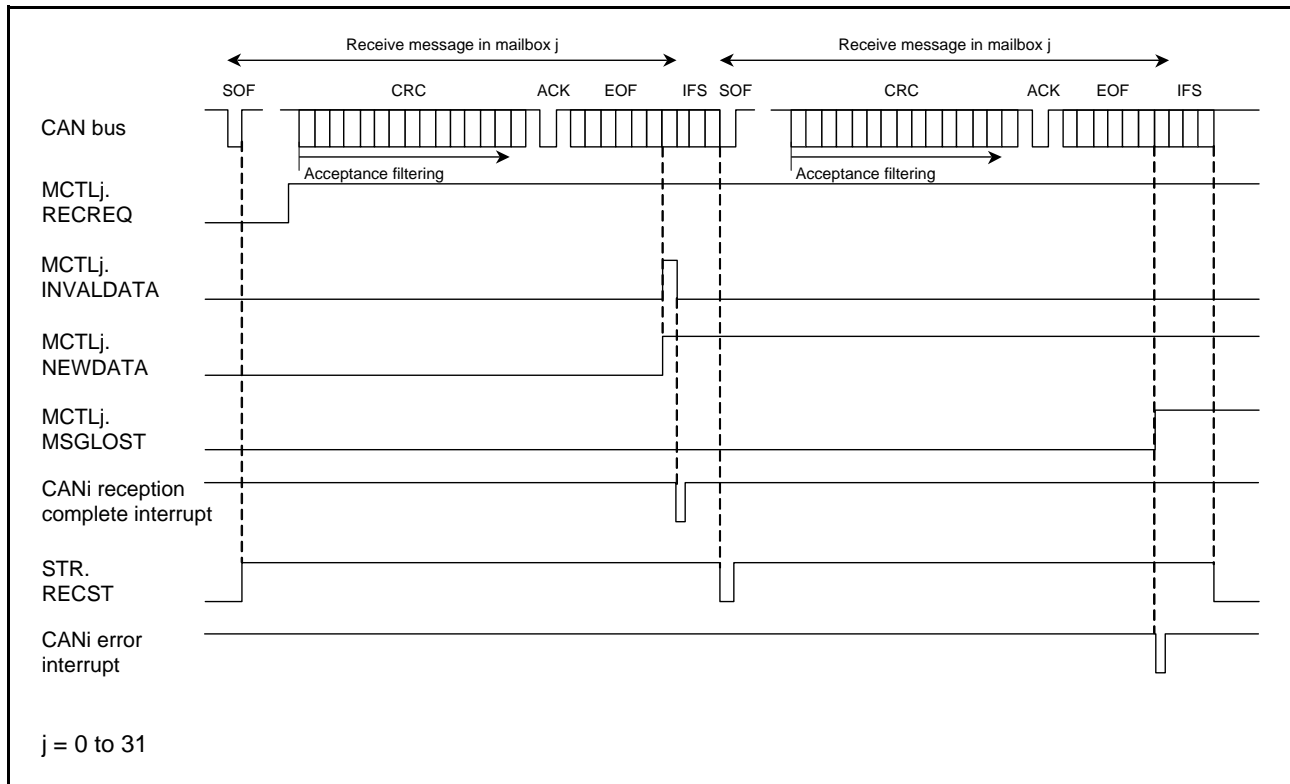 Receive message in mailbox j
Receive message in mailbox j
SOF
CRC
ACK
EOF
IFS
SOF
CRC
ACK
EOF
IFS
CAN bus
Acceptance filtering
Acceptance filtering
MCTLj.
RECREQ
MCTLj.
INVALDATA
MCTLj.
NEWDATA
MCTLj.
MSGLOST
CANi reception
complete interrupt
STR.
RECST
CANi error
interrupt
j = 0 to 31